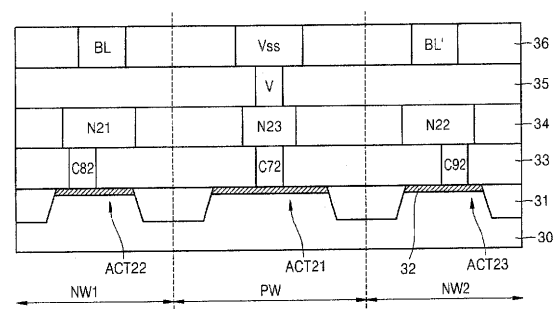 BL Vss BL' 36
V 35
N21 N23 N22 34
C82 C72 C92 33
31
30
ACT22 ACT21 32 ACT23
NW1 PW NW2